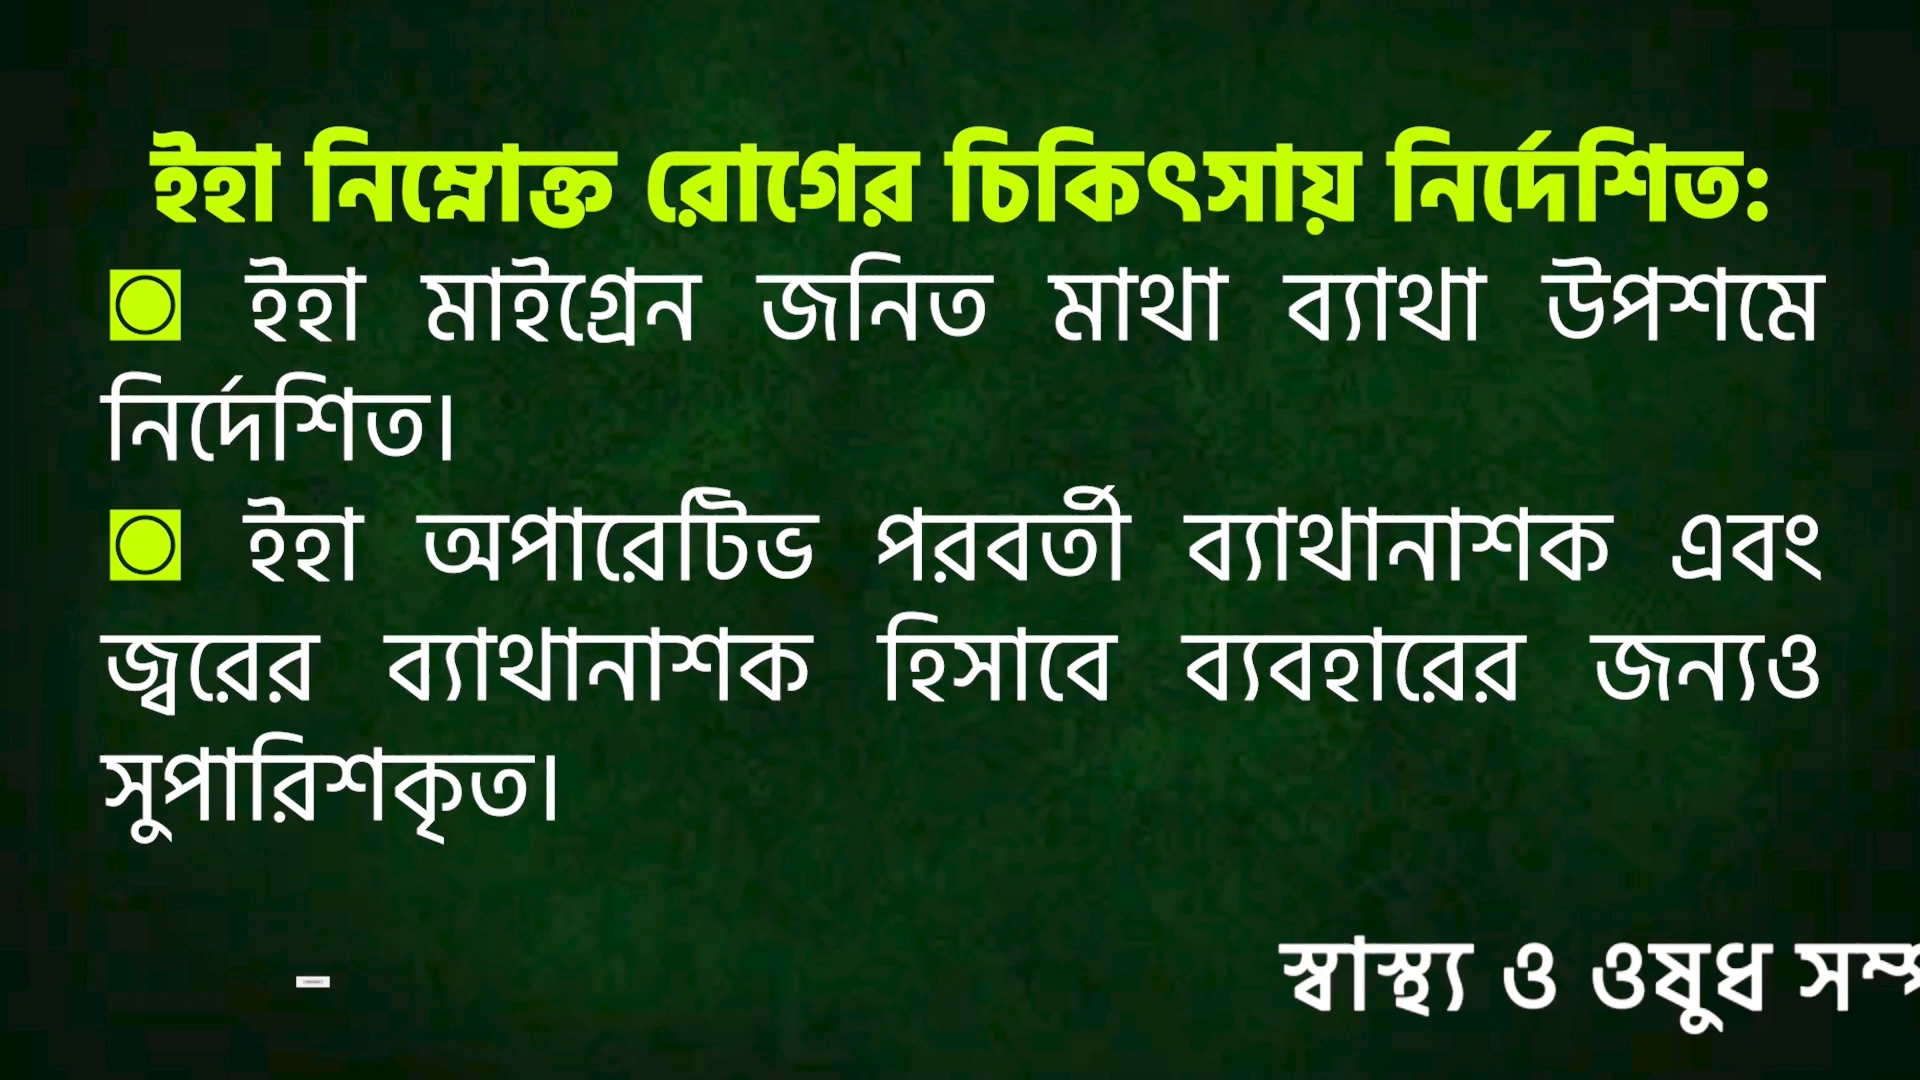 ইহা নিম্নোক্ত রোগের চিকিৎসায় নির্দেশিত:
◙ ইহা মাইগ্রেন জনিত মাথা ব্যাথা উপশমে
নির্দেশিত।
◙ ইহা অপারেটিভ পরবর্তী ব্যাথানাশক এবং
জ্বরের ব্যাথানাশক হিসাবে ব্যবহারের জন্যও
সুপারিশকৃত।
স্বাস্থ্য ও ওষুধ